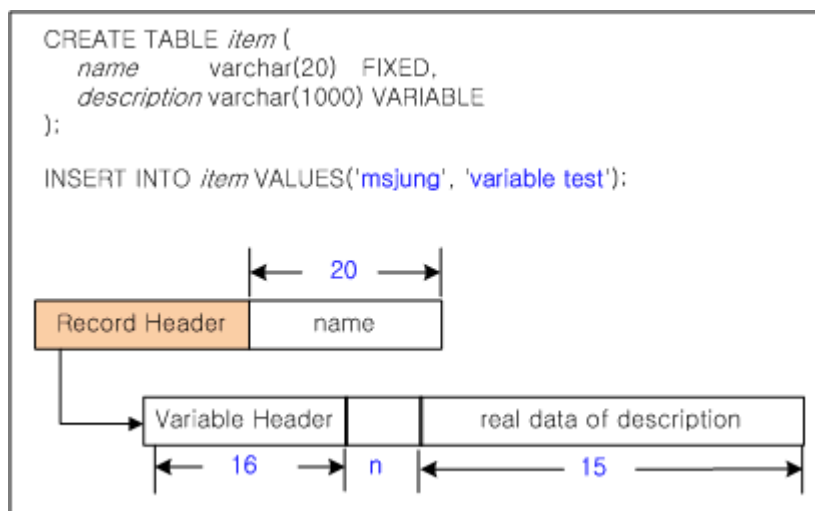 CREATE TABLE item (
name varchar(20) FIXED,
description varchar(1000) VARIABLE
);
INSERT INTO item VALUES('msjung', 'variable test');
20
Record Header name
Variable Header real data of description
16 n 15